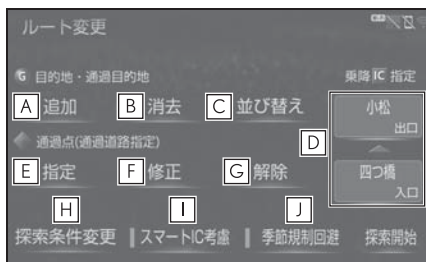 ルート変更
G 目的地・通過目的地
乗降IC 指定
A 追加 B 消去 C 並び替え
小松
出口
D
通過点(通過道路指定)
E 指定 F 修正 G 解除
四つ橋
入口
H I J
探索条件変更 スマートIC考慮 季節規制回避 探索開始